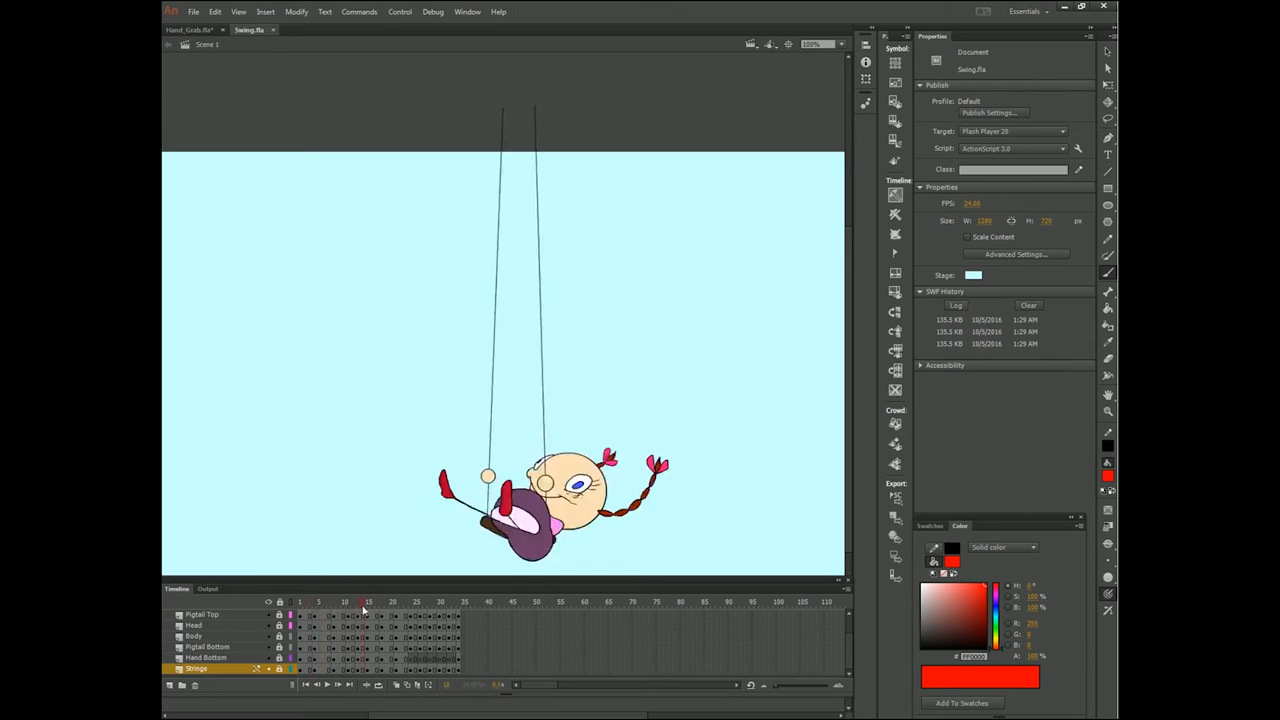 An File Edit View Insert Modify Text Commands Control Debug Window Help Essentials
Hand_Grab.fla* × Swing.fla ×
Scene 1 100%
Properties
Symbol:
Document
Swing.fla
Publish
Profile: Default
Publish Settings...
Target: Flash Player 20
Script: ActionScript 3.0
Class:
Timeline:
Properties
FPS: 24.00
Size: W: 1280 H: 720 px
Scale Content
Advanced Settings...
Stage:
SWF History
Log Clear
135.5 KB 10/5/2016 1:29 AM
135.5 KB 10/5/2016 1:29 AM
135.5 KB 10/5/2016 1:29 AM
Accessibility
Crowd:
Export:
Swatches Color
Solid color
H: 0 °
S: 100 %
B: 100 %
R: 255
G: 0
B: 0
# FF0000 A: 100 %
Add To Swatches
Timeline Output
1 5 10 15 20 25 30 35 40 45 50 55 60 65 70 75 80 85 90 95 100 105 110
Pigtail Top
Head
Body
Pigtail Bottom
Hand Bottom
Strings